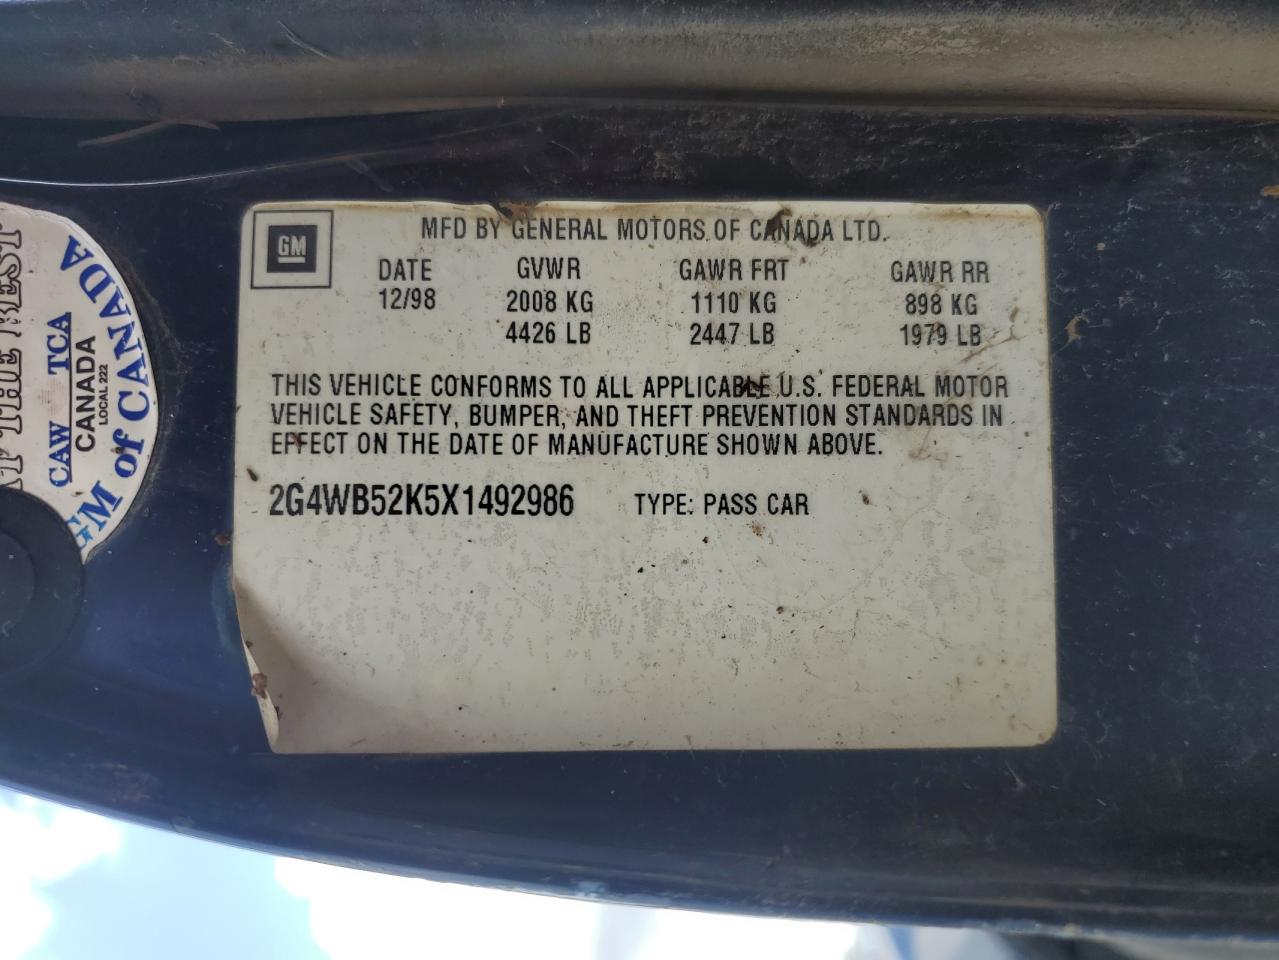 GM
MFD BY GENERAL MOTORS OF CANADA LTD.
DATE GVWR GAWR FRT GAWR RR
12/98 2008 KG 1110 KG 898 KG
4426 LB 2447 LB 1979 LB
THIS VEHICLE CONFORMS TO ALL APPLICABLE U.S. FEDERAL MOTOR
VEHICLE SAFETY, BUMPER, AND THEFT PREVENTION STANDARDS IN
EFFECT ON THE DATE OF MANUFACTURE SHOWN ABOVE.
2G4WB52K5X1492986 TYPE: PASS CAR
THE BEST
CAW TCA
CANADA
LOCAL 222
GM of CANADA